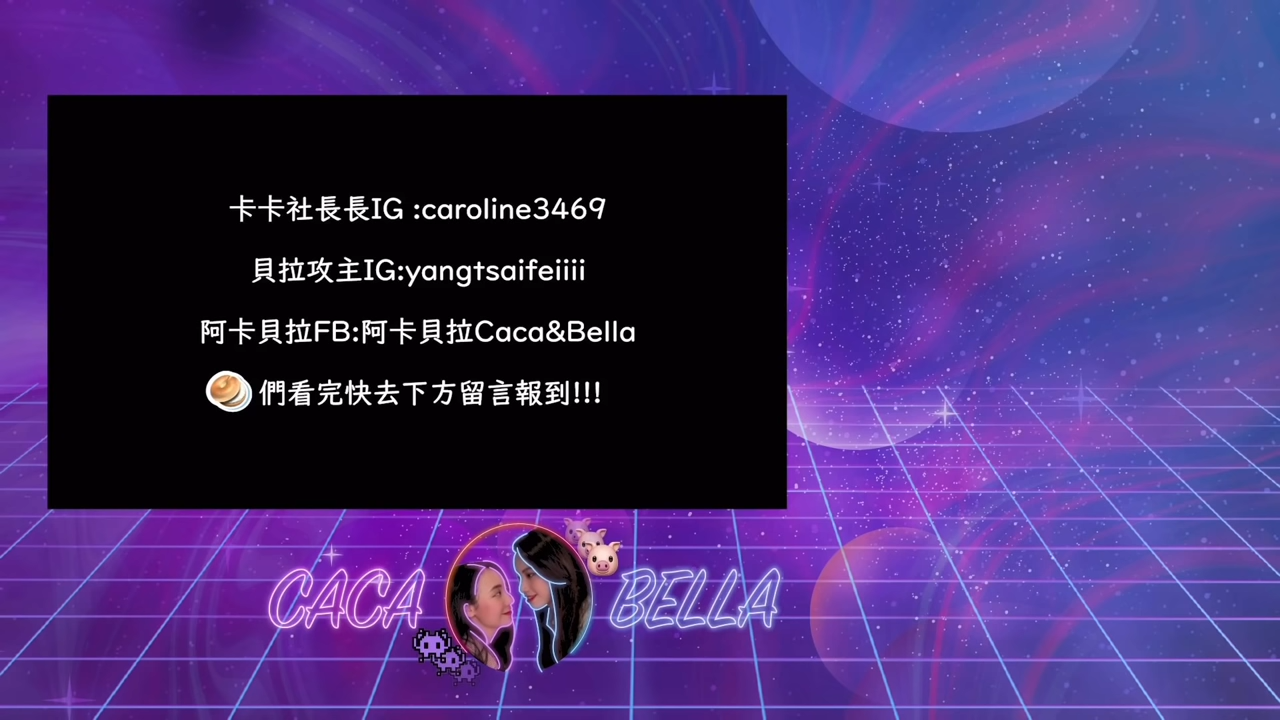 卡卡社長長IG :caroline3469
貝拉攻主IG:yangtsaifeiiii
阿卡貝拉FB:阿卡貝拉Caca&Bella
們看完快去下方留言報到!!!
CACA BELLA